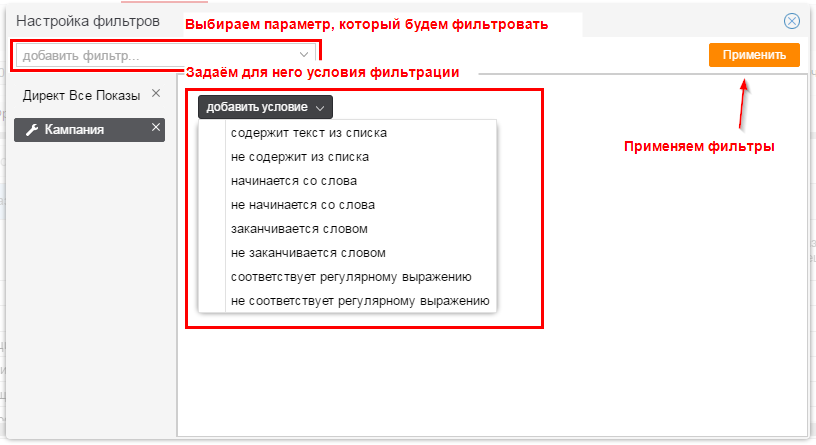 Настройка фильтров
Выбираем параметр, который будем фильтровать
добавить фильтр...
Применить
Задаём для него условия фильтрации
Директ Все Показы
Кампания
добавить условие
содержит текст из списка
не содержит из списка
начинается со слова
не начинается со слова
заканчивается словом
не заканчивается словом
соответствует регулярному выражению
не соответствует регулярному выражению
Применяем фильтры